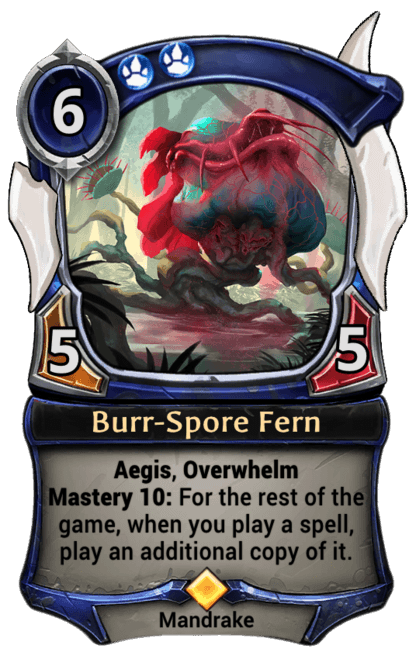 6
5
5
Burr-Spore Fern
Aegis, Overwhelm
Mastery 10: For the rest of the
game, when you play a spell,
play an additional copy of it.
Mandrake